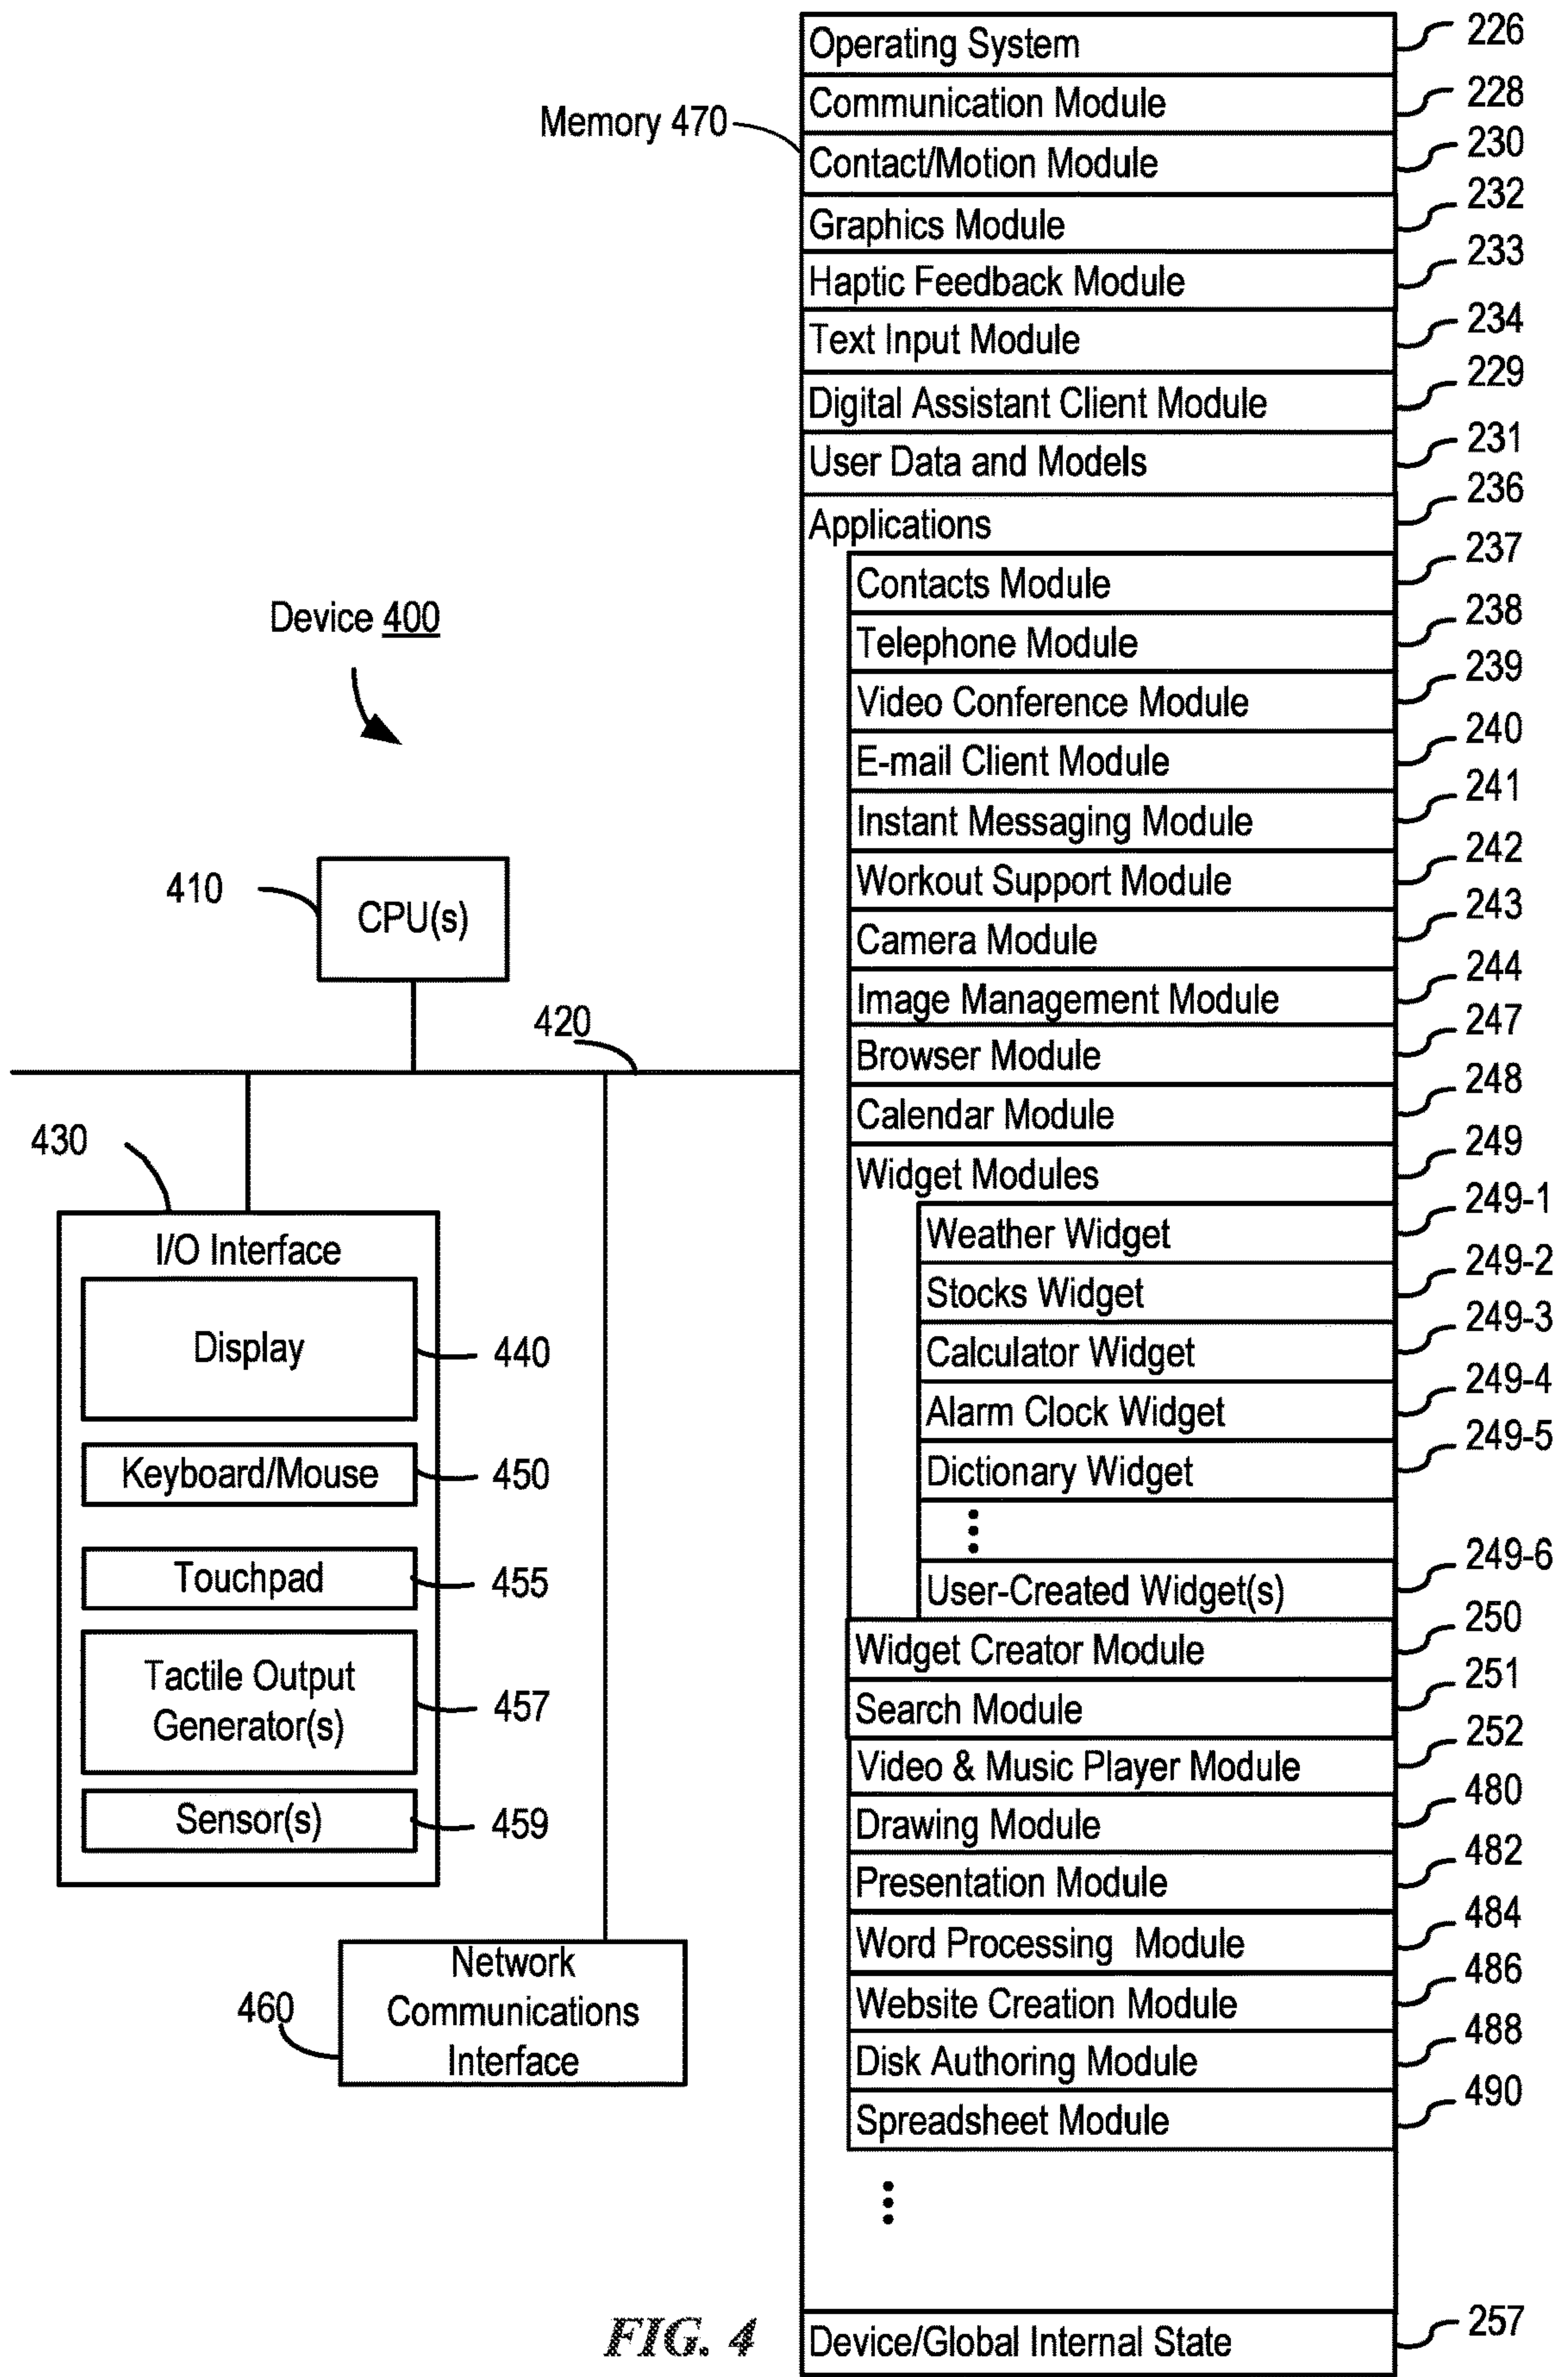 Operating System 226
Communication Module 228
Memory 470
Contact/Motion Module 230
Graphics Module 232
Haptic Feedback Module 233
Text Input Module 234
Digital Assistant Client Module 229
User Data and Models 231
Applications 236
Contacts Module 237
Device 400
Telephone Module 238
Video Conference Module 239
E-mail Client Module 240
Instant Messaging Module 241
Workout Support Module 242
410
CPU(s)
Camera Module 243
Image Management Module 244
420
Browser Module 247
Calendar Module 248
430
Widget Modules 249
Weather Widget 249-1
I/O Interface
Stocks Widget 249-2
Display 440
Calculator Widget 249-3
Alarm Clock Widget 249-4
Keyboard/Mouse 450
Dictionary Widget 249-5
Touchpad 455
User-Created Widget(s) 249-6
Widget Creator Module 250
Tactile Output
Generator(s) 457
Search Module 251
Video & Music Player Module 252
Sensor(s) 459
Drawing Module 480
Presentation Module 482
Word Processing Module 484
Network
Communications
Interface
460
Website Creation Module 486
Disk Authoring Module 488
Spreadsheet Module 490
FIG. 4
Device/Global Internal State 257